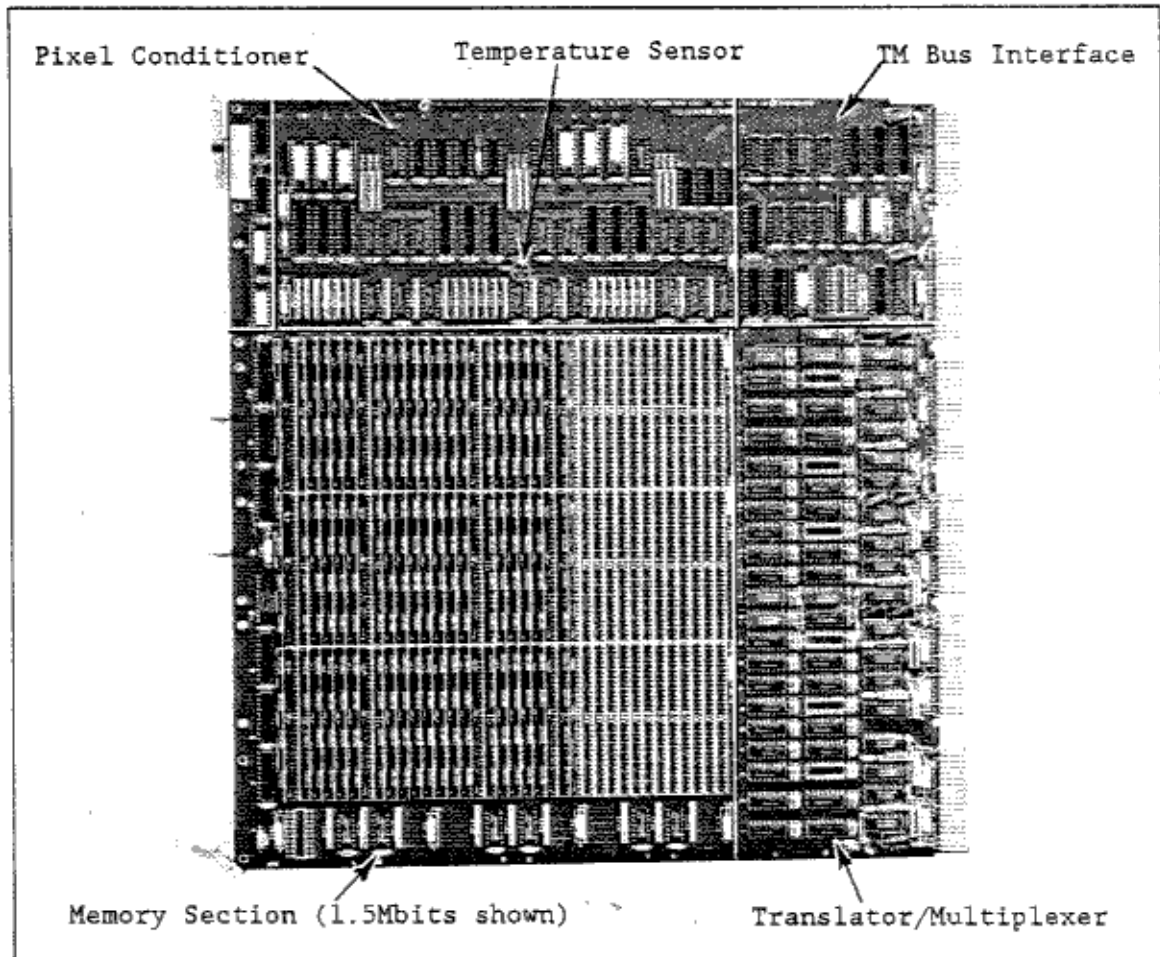 Pixel Conditioner
Temperature Sensor
TM Bus Interface
Memory Section (1.5Mbits shown)
Translator/Multiplexer